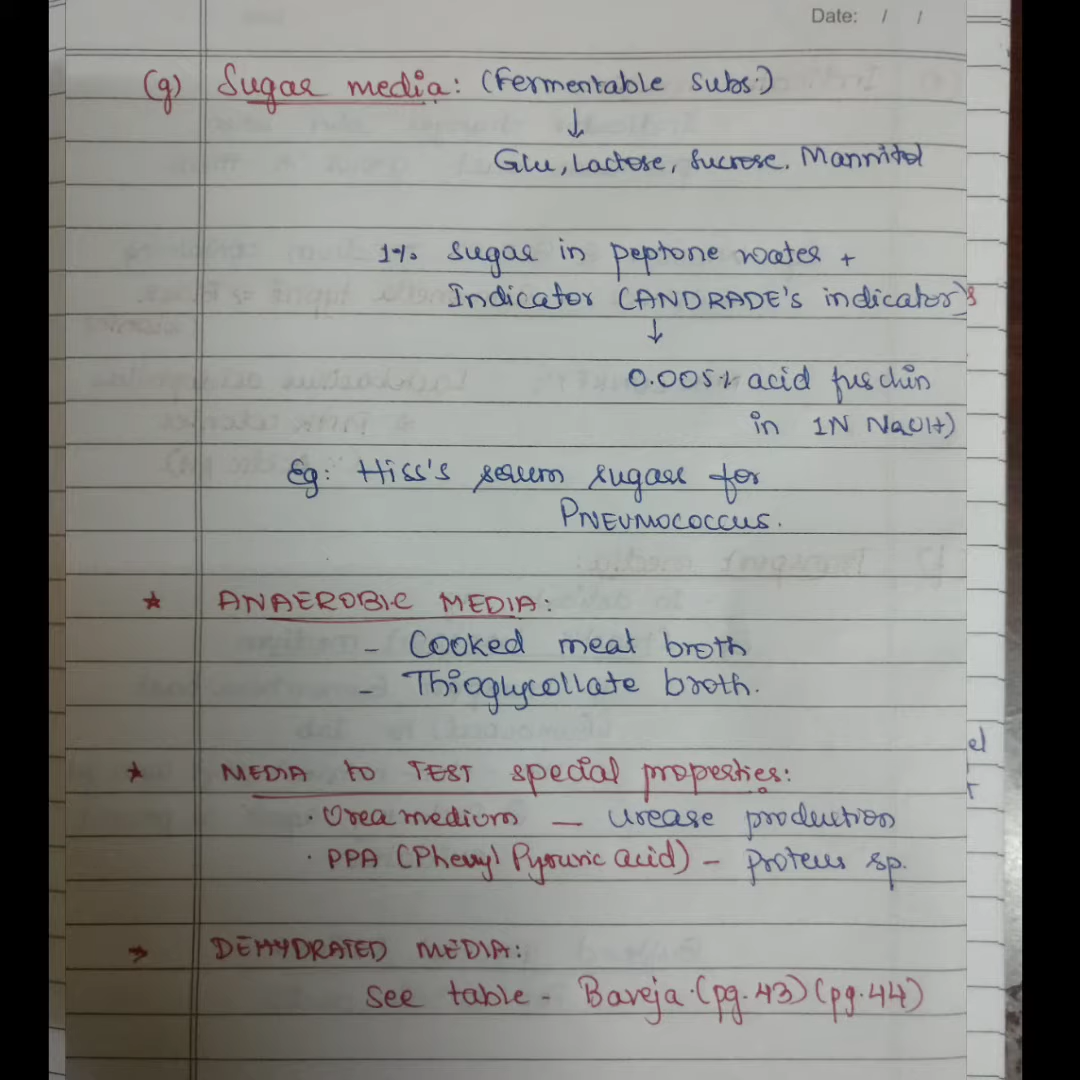 Date: / /
(g) Sugar media: (Fermentable subs.)
↓
Glu, Lactose, Sucrose. Mannitol
1% sugar in peptone water +
Indicator (ANDRADE's indicator's
↓
0.005% acid fuschin
in 1N NaOH)
Eg: Hiss's serum sugars for
PNEUMOCOCCUS.
* ANAEROBIC MEDIA:
- Cooked meat broth
- Thioglycollate broth.
* MEDIA to TEST special properties:
· Urea medium — urease production
· PPA (Phenyl Pyruvic acid) - proteus sp.
→ DEHYDRATED MEDIA:
See table - Baveja. (pg. 43) (pg. 44)